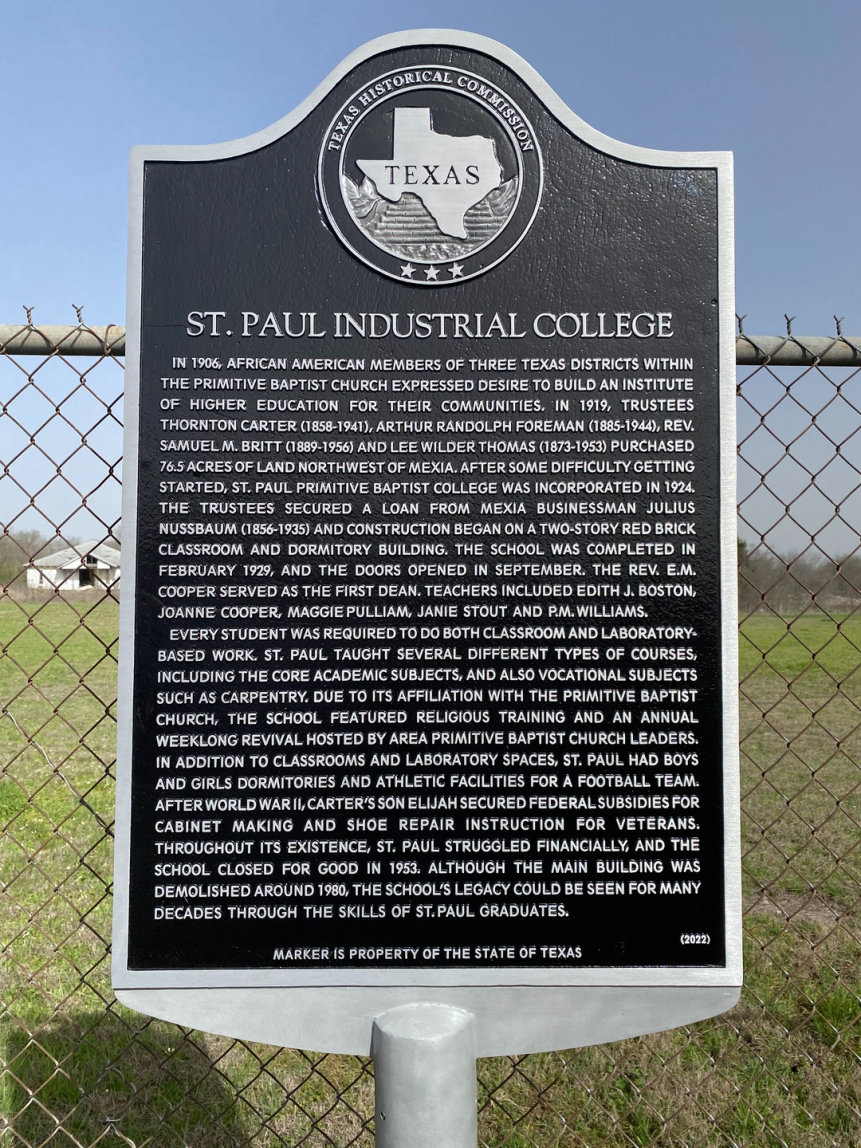 TEXAS HISTORICAL COMMISSION
TEXAS
ST. PAUL INDUSTRIAL COLLEGE
IN 1906, AFRICAN AMERICAN MEMBERS OF THREE TEXAS DISTRICTS WITHIN
THE PRIMITIVE BAPTIST CHURCH EXPRESSED DESIRE TO BUILD AN INSTITUTE
OF HIGHER EDUCATION FOR THEIR COMMUNITIES. IN 1919, TRUSTEES
THORNTON CARTER (1858-1941), ARTHUR RANDOLPH FOREMAN (1885-1944), REV.
SAMUEL M. BRITT (1889-1956) AND LEE WILDER THOMAS (1873-1953) PURCHASED
76.5 ACRES OF LAND NORTHWEST OF MEXIA. AFTER SOME DIFFICULTY GETTING
STARTED, ST. PAUL PRIMITIVE BAPTIST COLLEGE WAS INCORPORATED IN 1924.
THE TRUSTEES SECURED A LOAN FROM MEXIA BUSINESSMAN JULIUS
NUSSBAUM (1856-1935) AND CONSTRUCTION BEGAN ON A TWO-STORY RED BRICK
CLASSROOM AND DORMITORY BUILDING. THE SCHOOL WAS COMPLETED IN
FEBRUARY 1929, AND THE DOORS OPENED IN SEPTEMBER. THE REV. E.M.
COOPER SERVED AS THE FIRST DEAN. TEACHERS INCLUDED EDITH J. BOSTON,
JOANNE COOPER, MAGGIE PULLIAM, JANIE STOUT AND P.M. WILLIAMS.
EVERY STUDENT WAS REQUIRED TO DO BOTH CLASSROOM AND LABORATORY-
BASED WORK. ST. PAUL TAUGHT SEVERAL DIFFERENT TYPES OF COURSES,
INCLUDING THE CORE ACADEMIC SUBJECTS, AND ALSO VOCATIONAL SUBJECTS
SUCH AS CARPENTRY. DUE TO ITS AFFILIATION WITH THE PRIMITIVE BAPTIST
CHURCH, THE SCHOOL FEATURED RELIGIOUS TRAINING AND AN ANNUAL
WEEKLONG REVIVAL HOSTED BY AREA PRIMITIVE BAPTIST CHURCH LEADERS.
IN ADDITION TO CLASSROOMS AND LABORATORY SPACES, ST. PAUL HAD BOYS
AND GIRLS DORMITORIES AND ATHLETIC FACILITIES FOR A FOOTBALL TEAM.
AFTER WORLD WAR II, CARTER'S SON ELIJAH SECURED FEDERAL SUBSIDIES FOR
CABINET MAKING AND SHOE REPAIR INSTRUCTION FOR VETERANS.
THROUGHOUT ITS EXISTENCE, ST. PAUL STRUGGLED FINANCIALLY, AND THE
SCHOOL CLOSED FOR GOOD IN 1953. ALTHOUGH THE MAIN BUILDING WAS
DEMOLISHED AROUND 1980, THE SCHOOL'S LEGACY COULD BE SEEN FOR MANY
DECADES THROUGH THE SKILLS OF ST. PAUL GRADUATES.
(2022)
MARKER IS PROPERTY OF THE STATE OF TEXAS